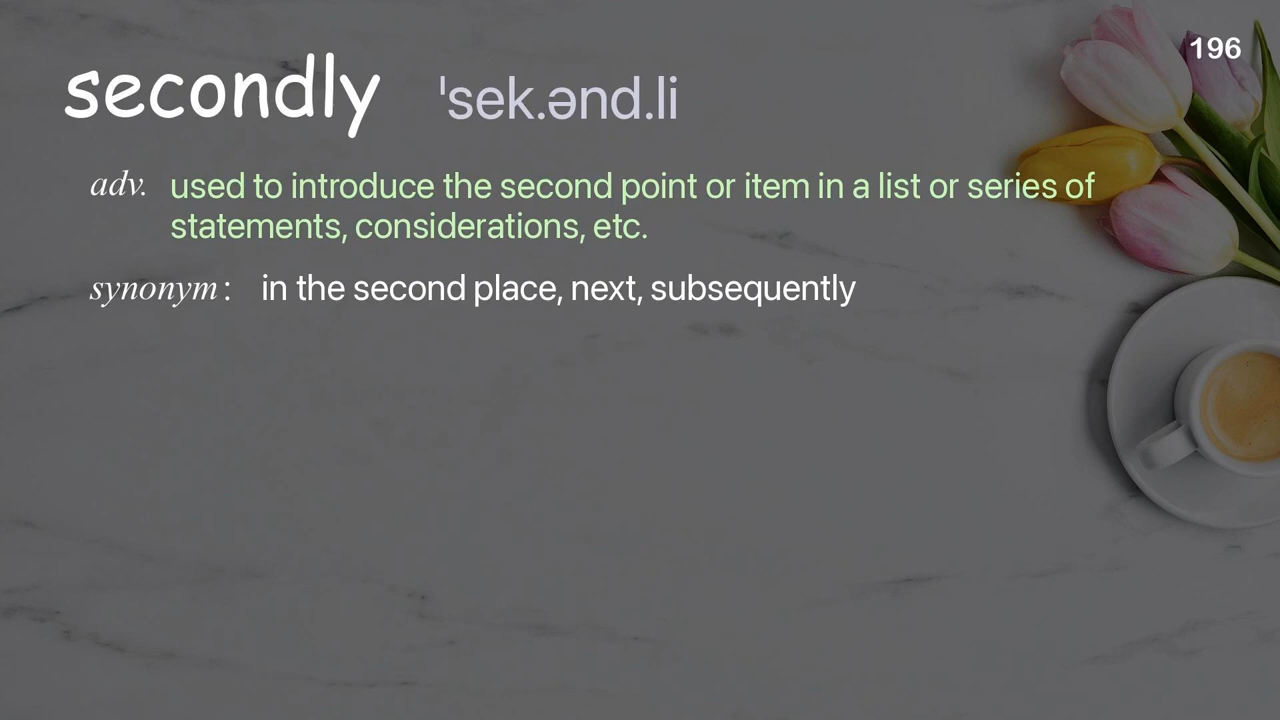 196
secondly ˈsek.ənd.li
adv. used to introduce the second point or item in a list or series of
statements, considerations, etc.
synonym : in the second place, next, subsequently